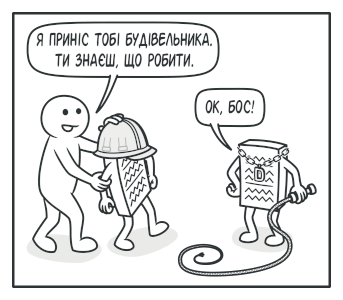 Я ПРИНІС ТОБІ БУДІВЕЛЬНИКА.
ТИ ЗНАЄШ, ЩО РОБИТИ.
ОК, БОС!
D